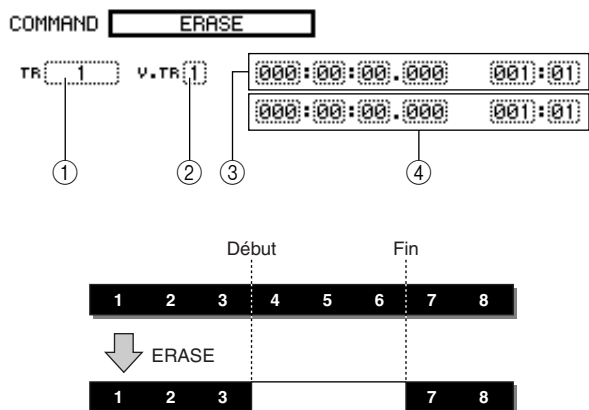 COMMAND ERASE
TR 1 V.TR 1 000:00:00.000 001:01
000:00:00.000 001:01
① ② ③ ④
Début Fin
1 2 3 4 5 6 7 8
ERASE
1 2 3 7 8